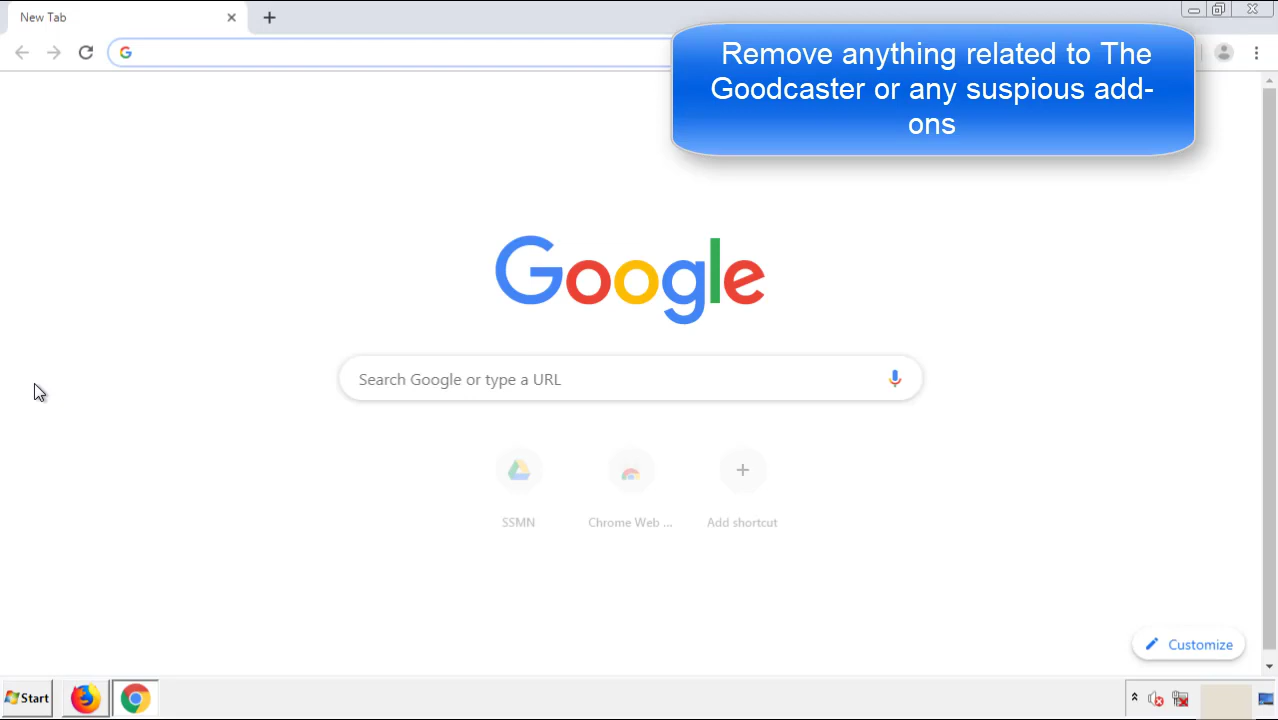 New Tab
Remove anything related to The
Goodcaster or any suspious add-
ons
Google
Search Google or type a URL
SSMN
Chrome Web ...
Add shortcut
Customize
Start